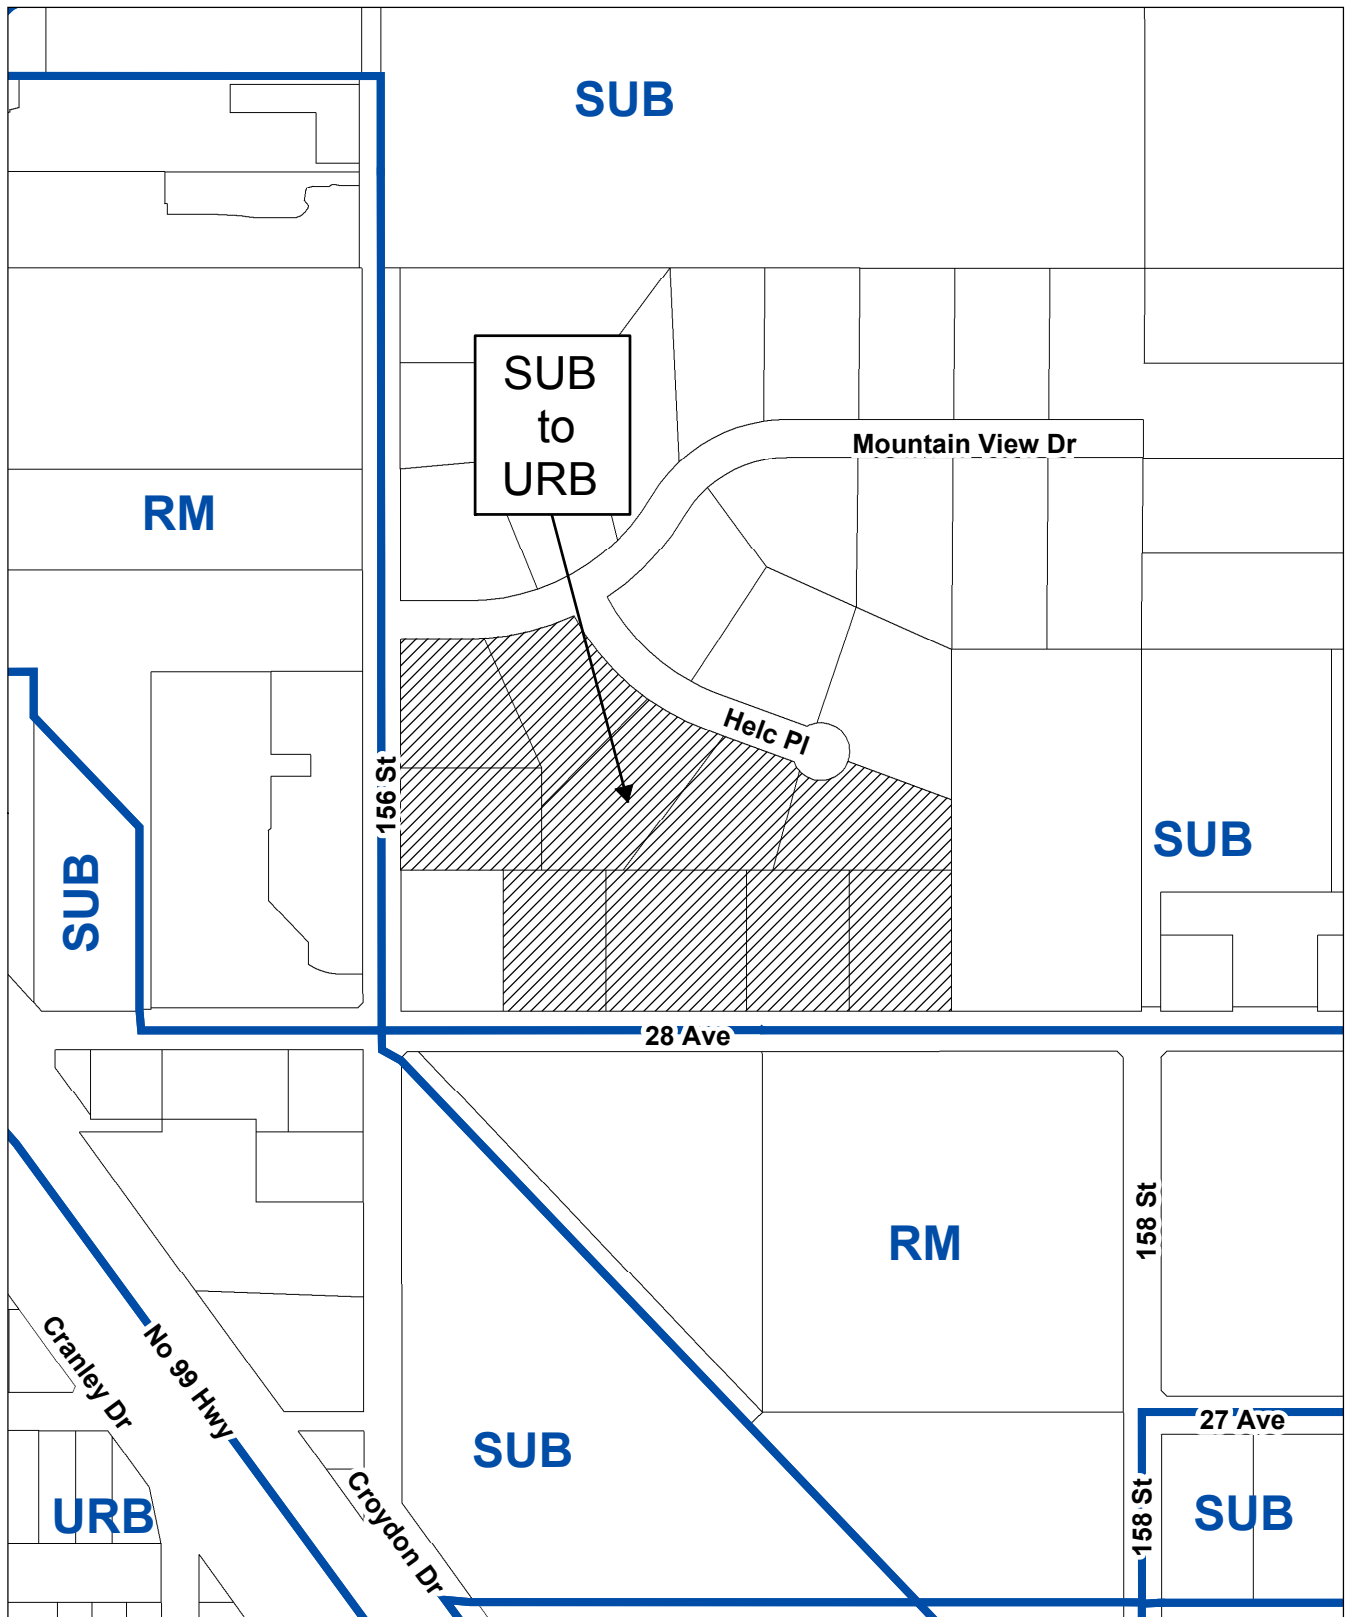 SUB
SUB
to
URB
Mountain View Dr
RM
Helc Pl
156 St
SUB
SUB
28 Ave
158 St
RM
Cranley Dr
No 99 Hwy
27 Ave
SUB
Croydon Dr
158 St
SUB
URB